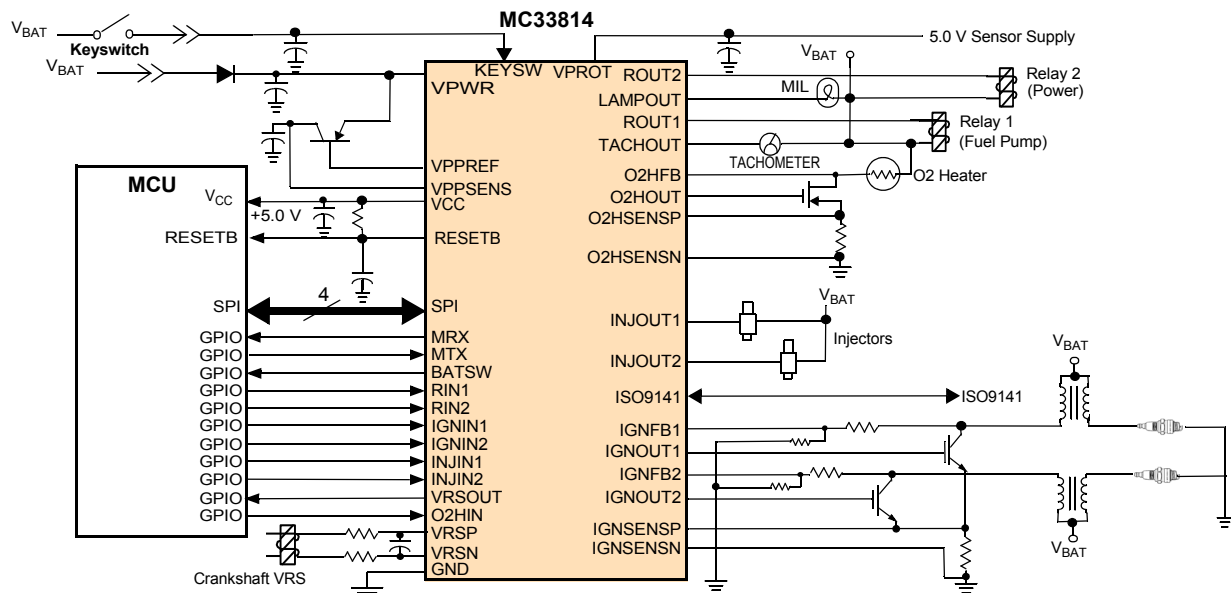 MC33814
VBAT
Keyswitch
VBAT
5.0 V Sensor Supply
VBAT
KEYSW VPROT
VPWR
ROUT2
MIL
LAMPOUT
Relay 2
(Power)
ROUT1
Relay 1
(Fuel Pump)
TACHOUT
TACHOMETER
VPPREF
O2HFB
O2 Heater
MCU
VPPSENS
O2HOUT
VCC
+5.0 V
VCC
O2HSENSP
RESETB
RESETB
O2HSENSN
SPI
4
SPI
VBAT
INJOUT1
Injectors
GPIO
MRX
GPIO
MTX
INJOUT2
GPIO
BATSW
VBAT
GPIO
RIN1
ISO9141
ISO9141
GPIO
RIN2
GPIO
IGNIN1
IGNFB1
GPIO
IGNIN2
IGNOUT1
GPIO
INJIN1
IGNFB2
GPIO
INJIN2
GPIO
VRSOUT
IGNOUT2
GPIO
O2HIN
VRSP
IGNSENSP
VRSN
IGNSENSN
VBAT
GND
Crankshaft VRS